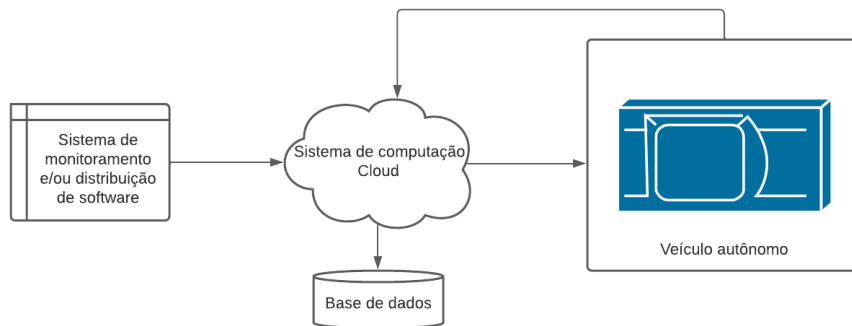 Sistema de
monitoramento
e/ou distribuição
de software
Sistema de computação
Cloud
Veículo autônomo
Base de dados